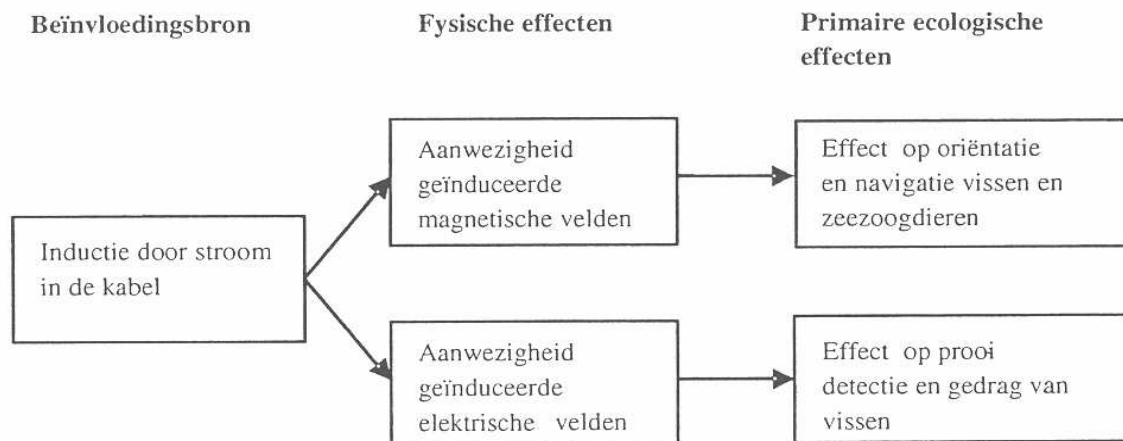 Beïnvloedingsbron
Fysische effecten
Primaire ecologische
effecten
Inductie door stroom
in de kabel
Aanwezigheid
geïnduceerde
magnetische velden
Effect op oriëntatie
en navigatie vissen en
zeezoogdieren
Aanwezigheid
geïnduceerde
elektrische velden
Effect op prooi
detectie en gedrag van
vissen